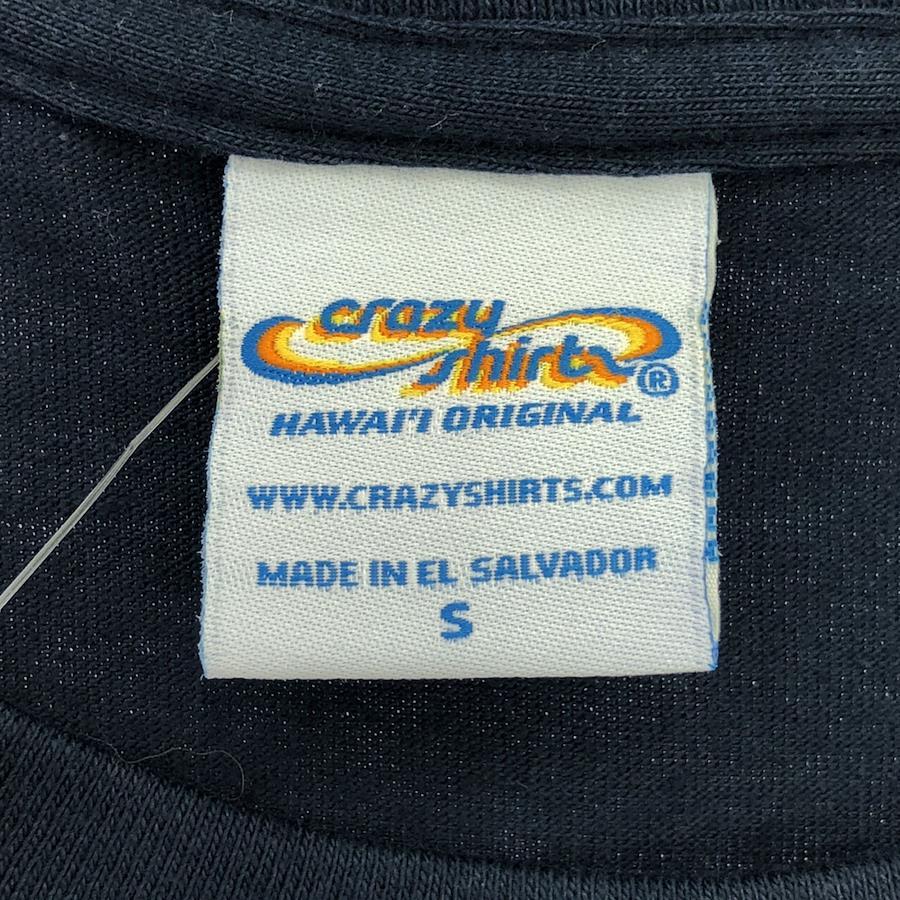 crazy
shirts®
HAWAI'I ORIGINAL
WWW.CRAZYSHIRTS.COM
MADE IN EL SALVADOR
S